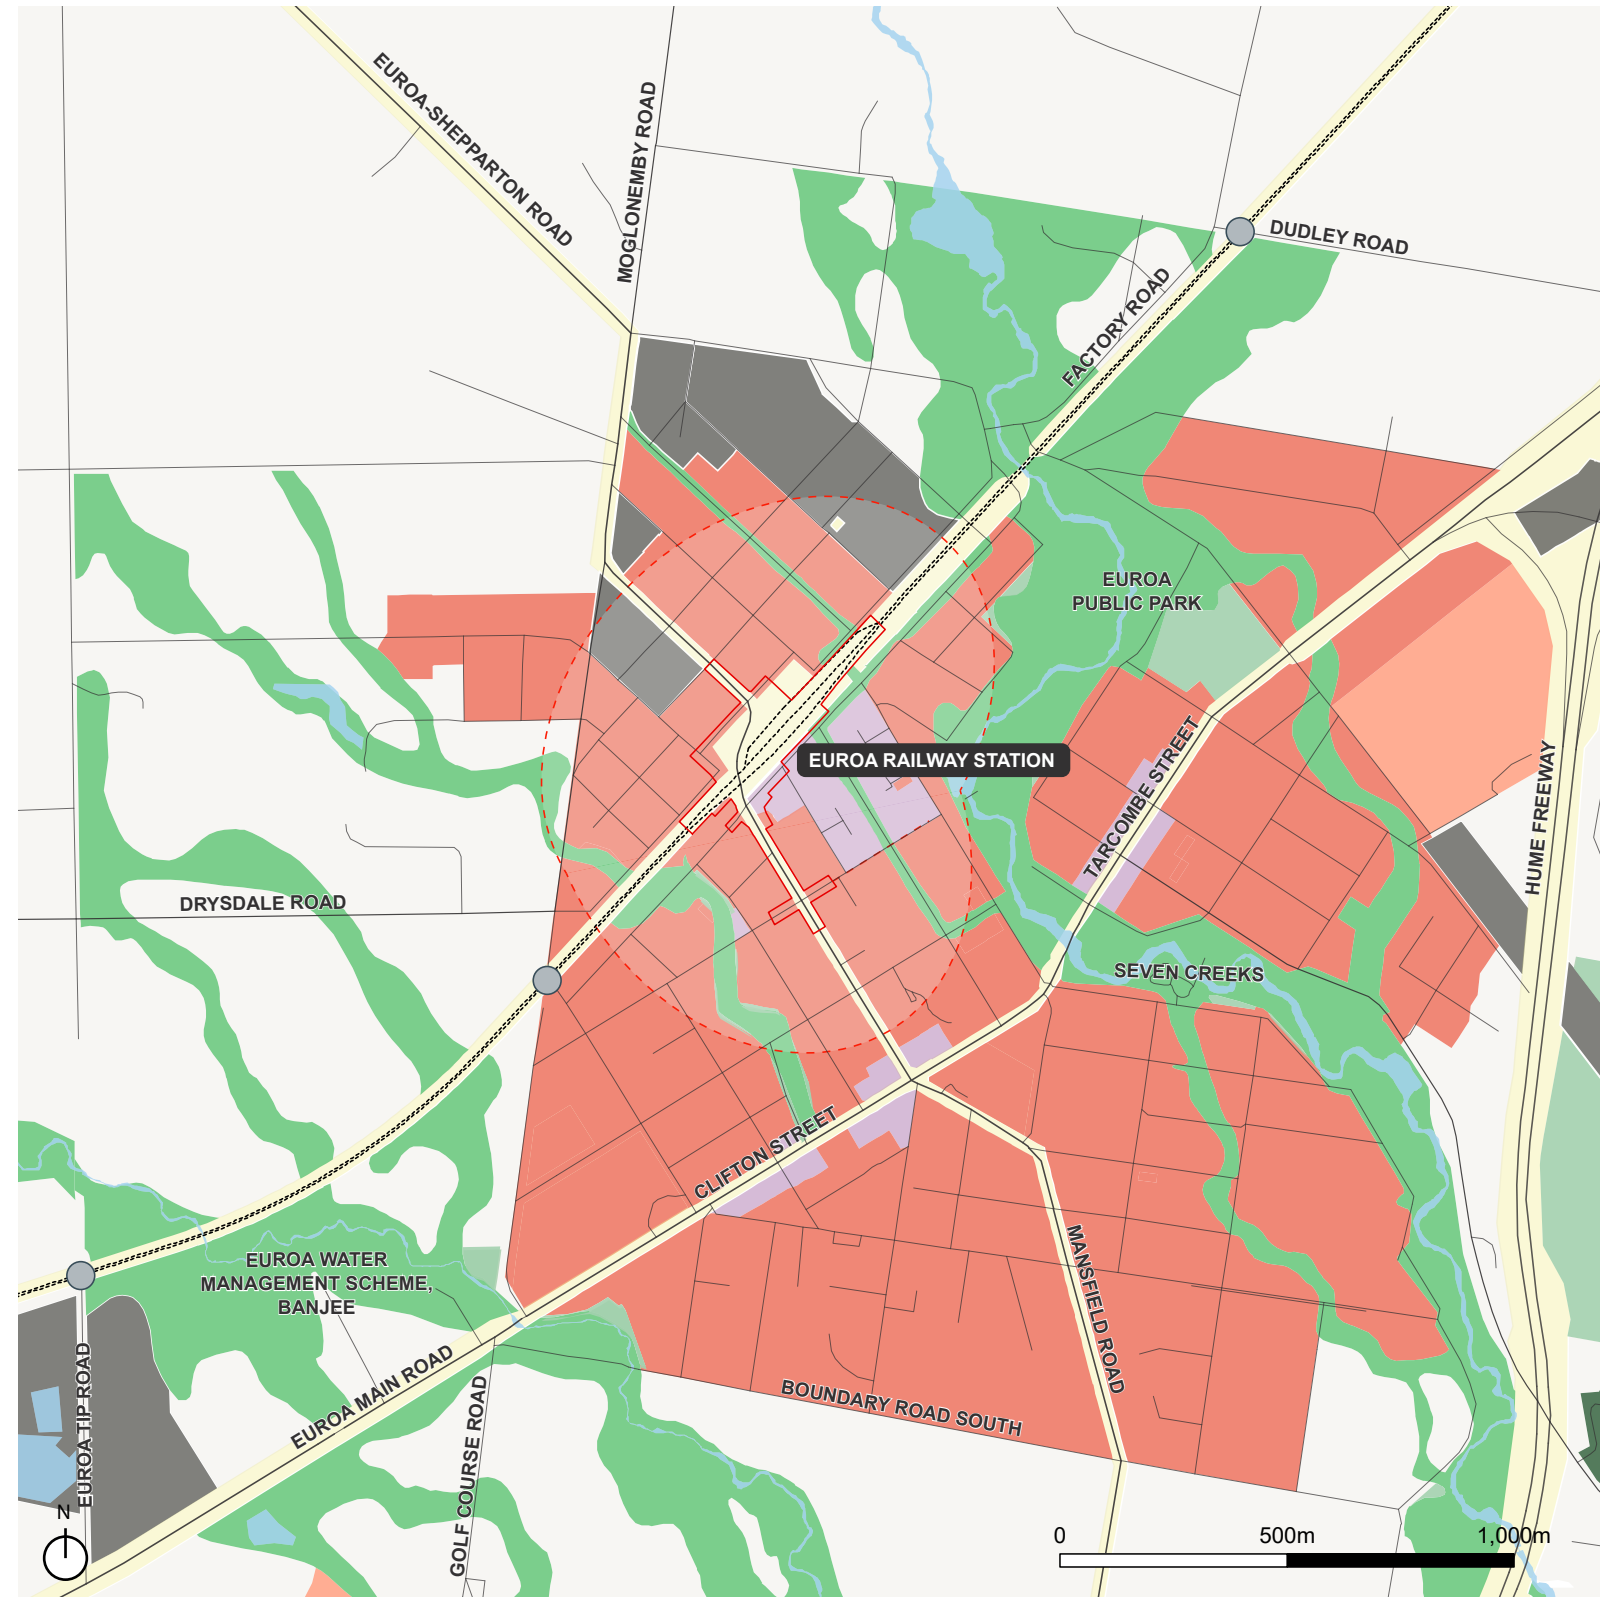 EUROA-SHEPPARTON ROAD
MOGLONEMBY ROAD
DUDLEY ROAD
FACTORY ROAD
EUROA
PUBLIC PARK
EUROA RAILWAY STATION
TARCOMBE STREET
HUME FREEWAY
DRYSDALE ROAD
SEVEN CREEKS
CLIFTON STREET
EUROA WATER
MANAGEMENT SCHEME,
BANJEE
MANSFIELD ROAD
EUROA TIP ROAD
EUROA MAIN ROAD
GOLF COURSE ROAD
BOUNDARY ROAD SOUTH
N
0 500m 1,000m